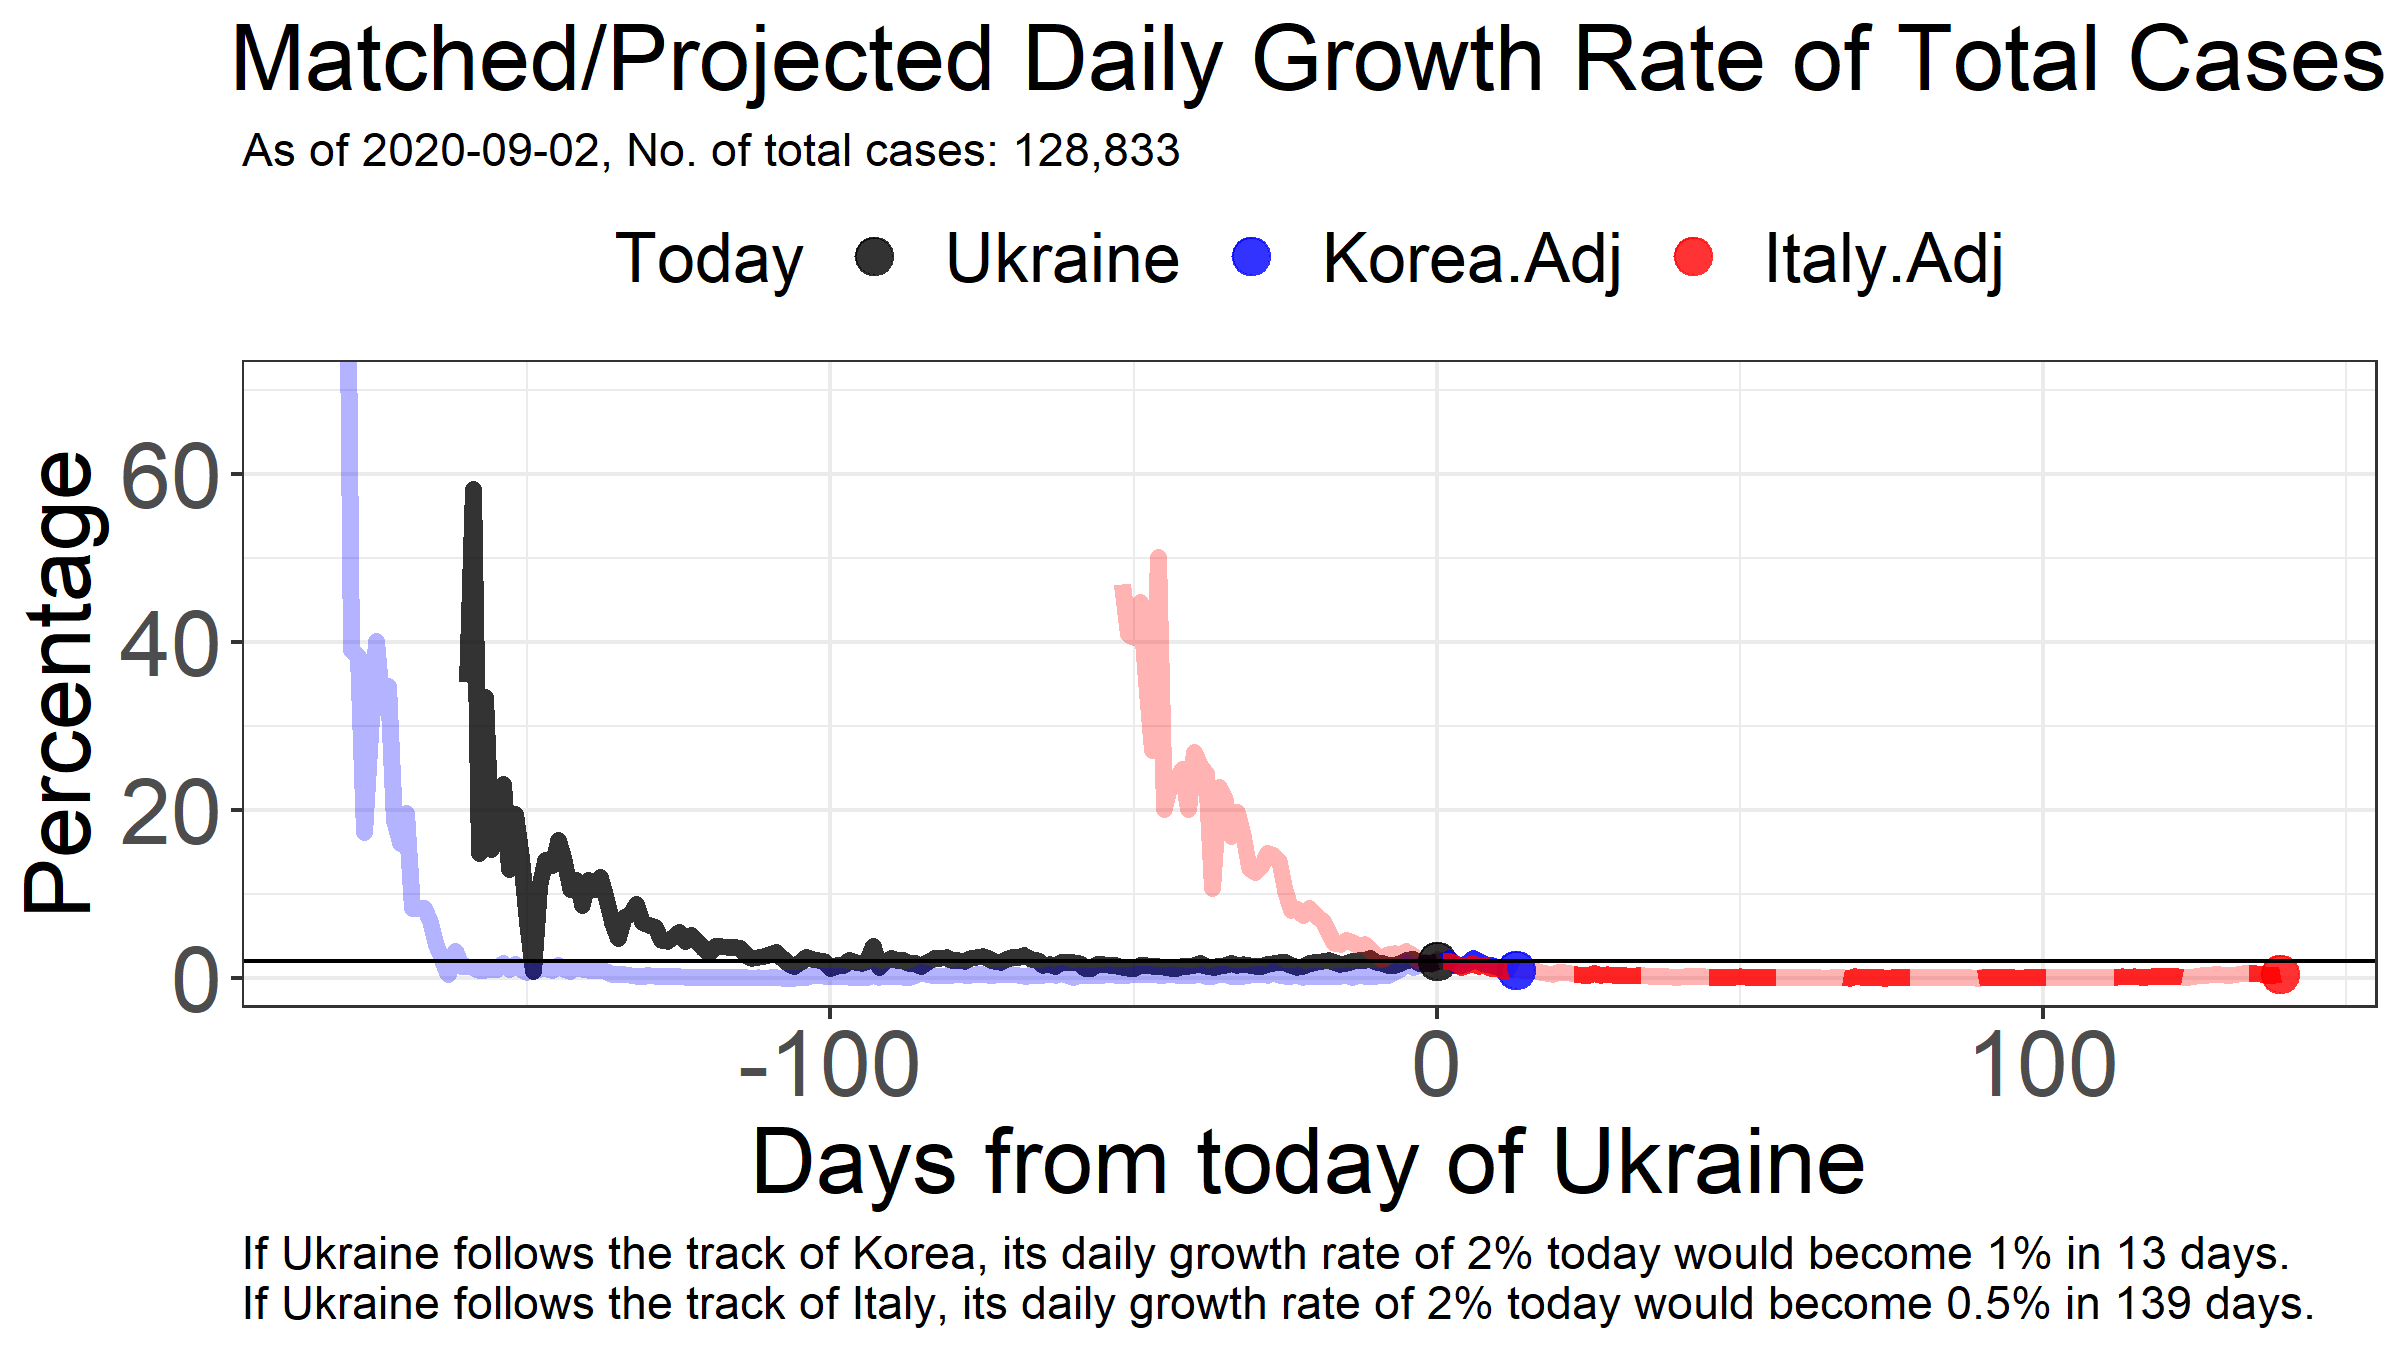 Matched/Projected Daily Growth Rate of Total Cases
As of 2020-09-02, No. of total cases: 128,833
Today Ukraine Korea.Adj Italy.Adj
Percentage
60
40
20
0
-100 0 100
Days from today of Ukraine
If Ukraine follows the track of Korea, its daily growth rate of 2% today would become 1% in 13 days.
If Ukraine follows the track of Italy, its daily growth rate of 2% today would become 0.5% in 139 days.